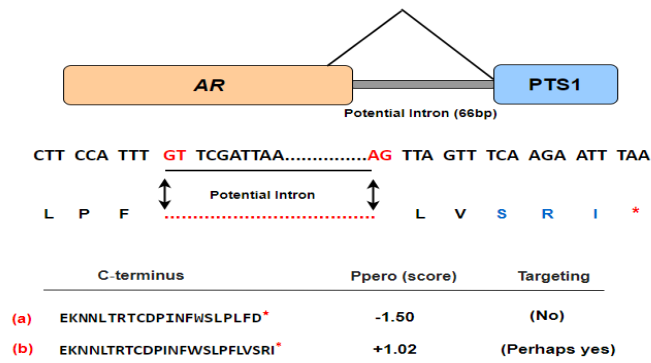 AR PTS1
Potential Intron (66bp)
CTT CCA TTT GT TCGATTAA...............AG TTA GTT TCA AGA ATT TAA
Potential Intron
L P F ........................... L V S R I *
C-terminus Ppero (score) Targeting
(a) EKNNLTRTCDPINFWSLPLFD* -1.50 (No)
(b) EKNNLTRTCDPINFWSLPFLVSRI* +1.02 (Perhaps yes)